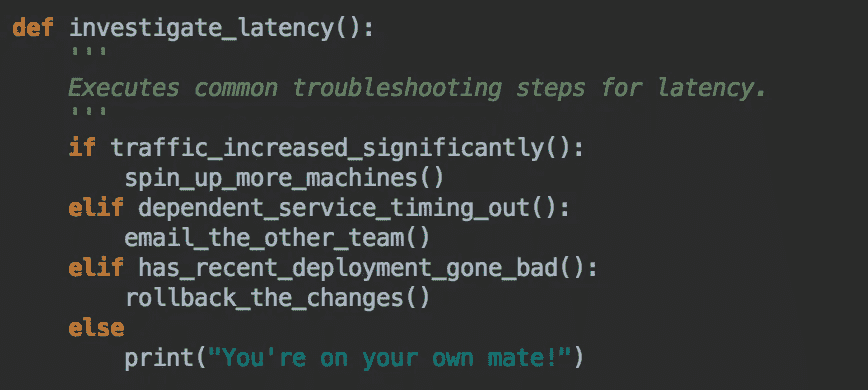 def investigate_latency():
    '''
    Executes common troubleshooting steps for latency.
    '''
    if traffic_increased_significantly():
        spin_up_more_machines()
    elif dependent_service_timing_out():
        email_the_other_team()
    elif has_recent_deployment_gone_bad():
        rollback_the_changes()
    else
        print("You're on your own mate!")